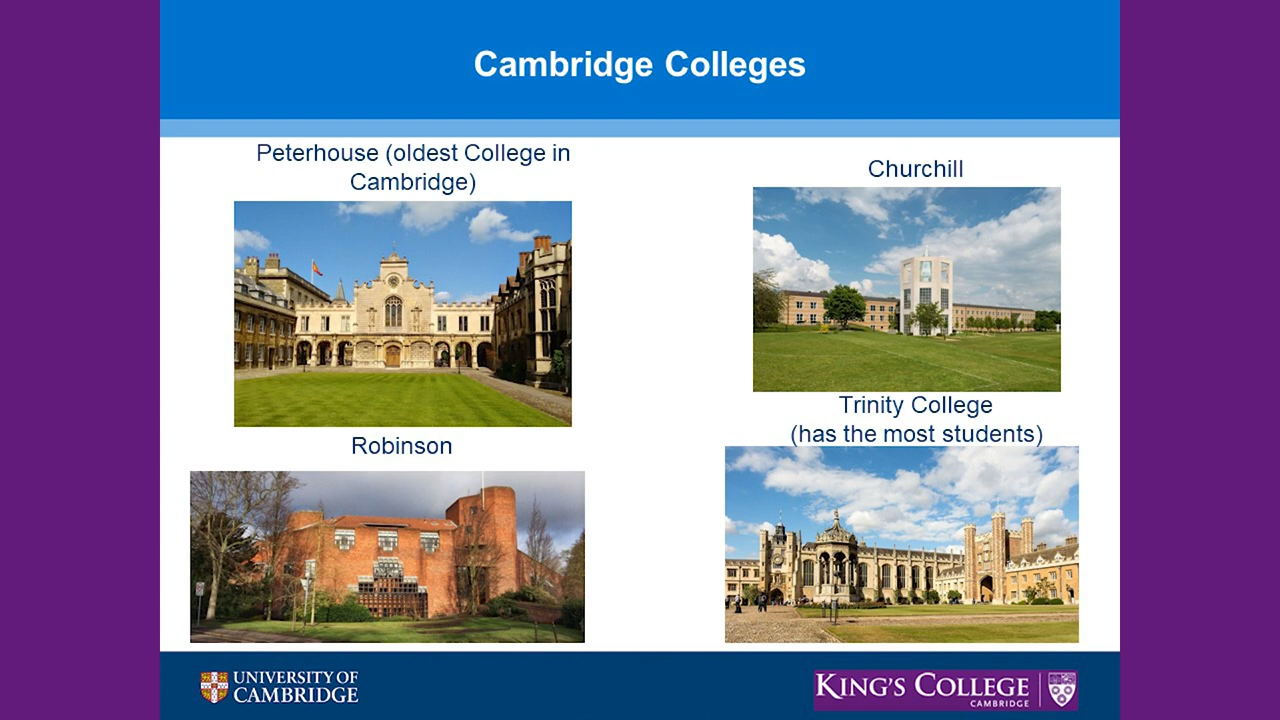 Cambridge Colleges
Peterhouse (oldest College in
Cambridge)
Churchill
Robinson
Trinity College
(has the most students)
UNIVERSITY OF
CAMBRIDGE
KING'S COLLEGE
CAMBRIDGE